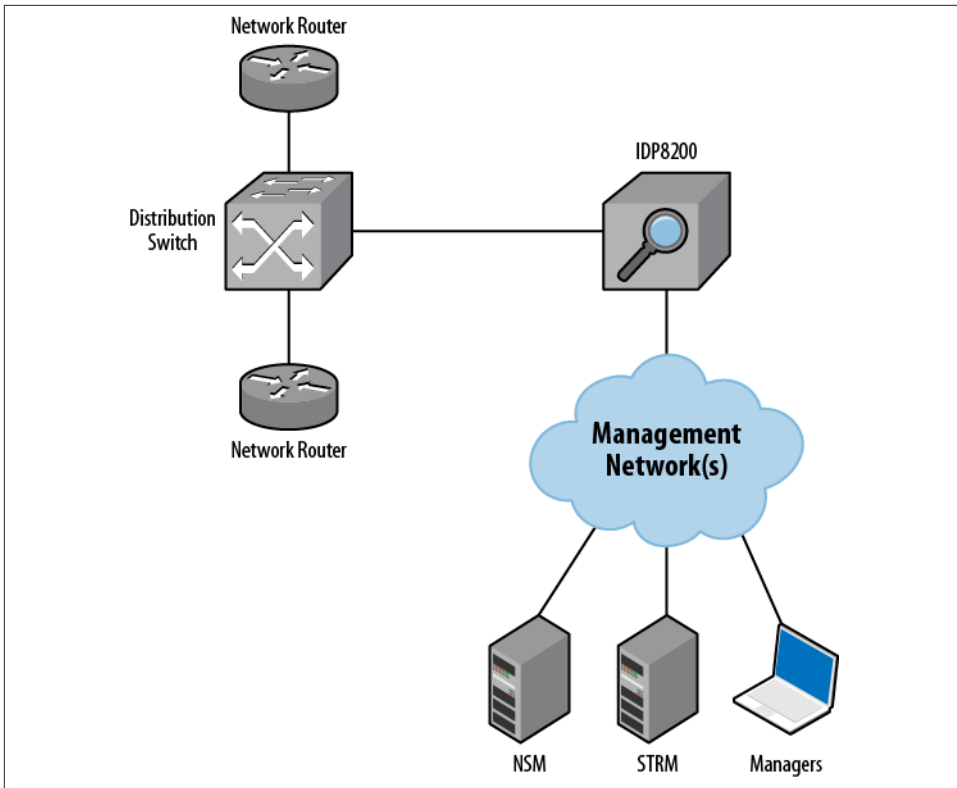 Network Router
IDP8200
Distribution
Switch
Network Router
Management
Network(s)
NSM
STRM
Managers